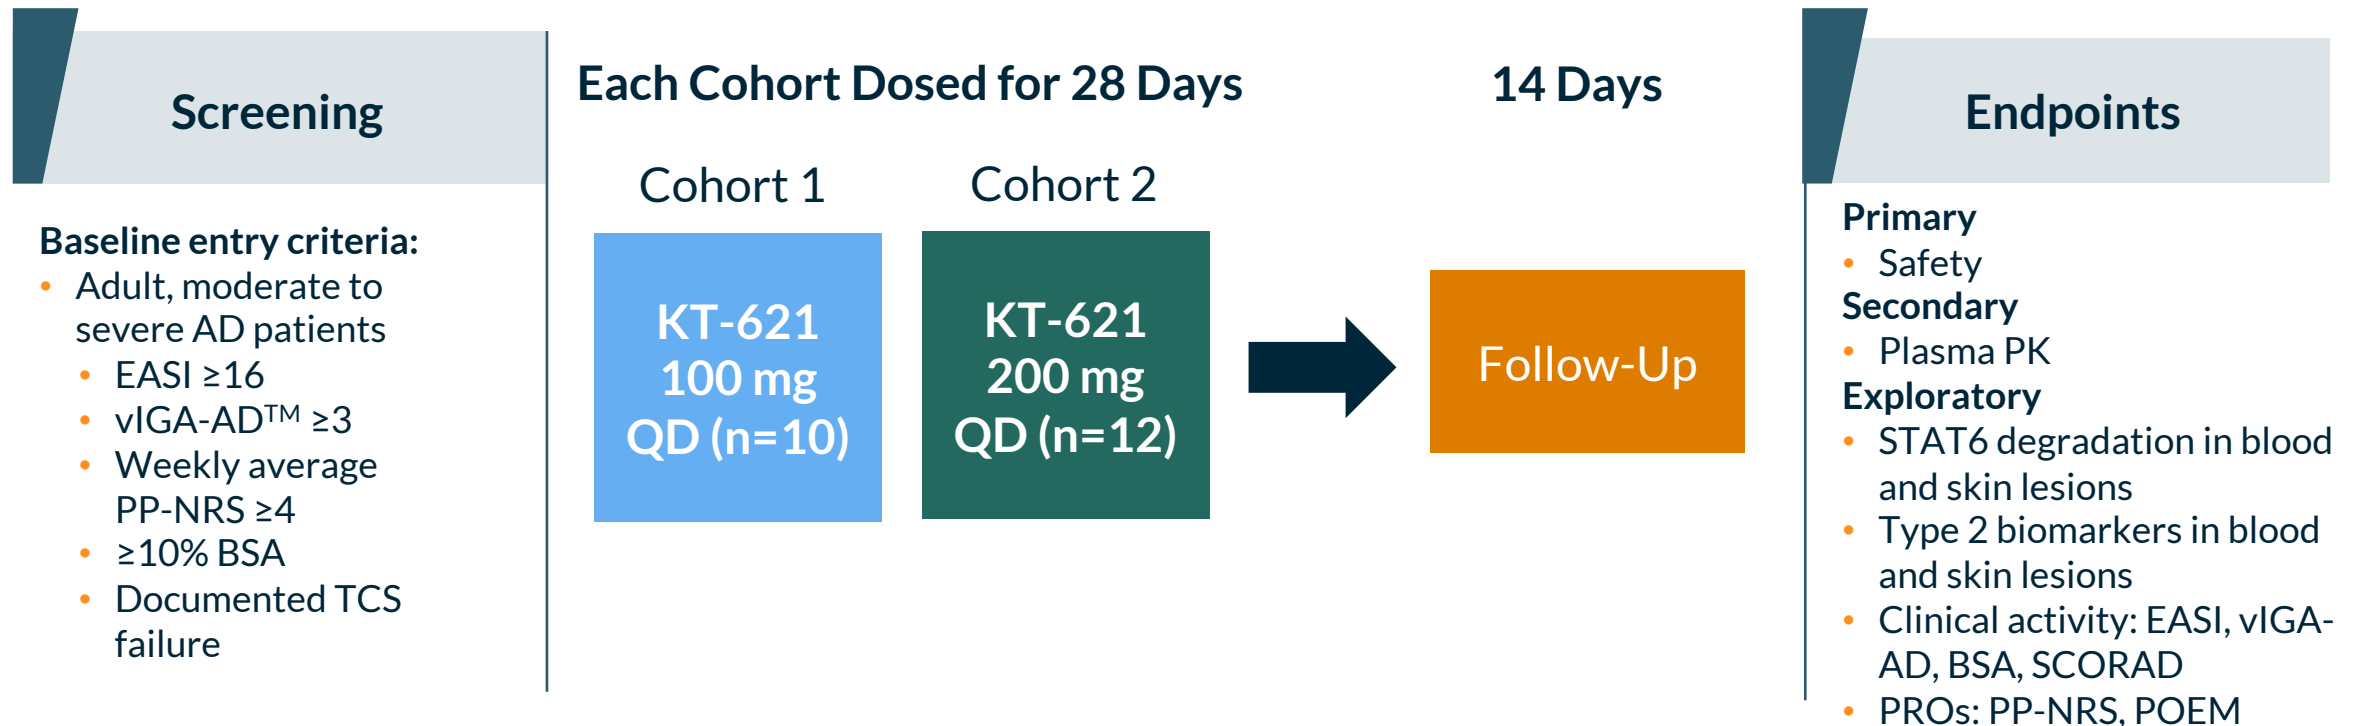 Screening
Baseline entry criteria:
• Adult, moderate to
severe AD patients
• EASI ≥16
• vIGA-AD™ ≥3
• Weekly average
PP-NRS ≥4
• ≥10% BSA
• Documented TCS
failure
Each Cohort Dosed for 28 Days
Cohort 1
KT-621
100 mg
QD (n=10)
Cohort 2
KT-621
200 mg
QD (n=12)
14 Days
Follow-Up
Endpoints
Primary
• Safety
Secondary
• Plasma PK
Exploratory
• STAT6 degradation in blood
and skin lesions
• Type 2 biomarkers in blood
and skin lesions
• Clinical activity: EASI, vIGA-
AD, BSA, SCORAD
• PROs: PP-NRS, POEM